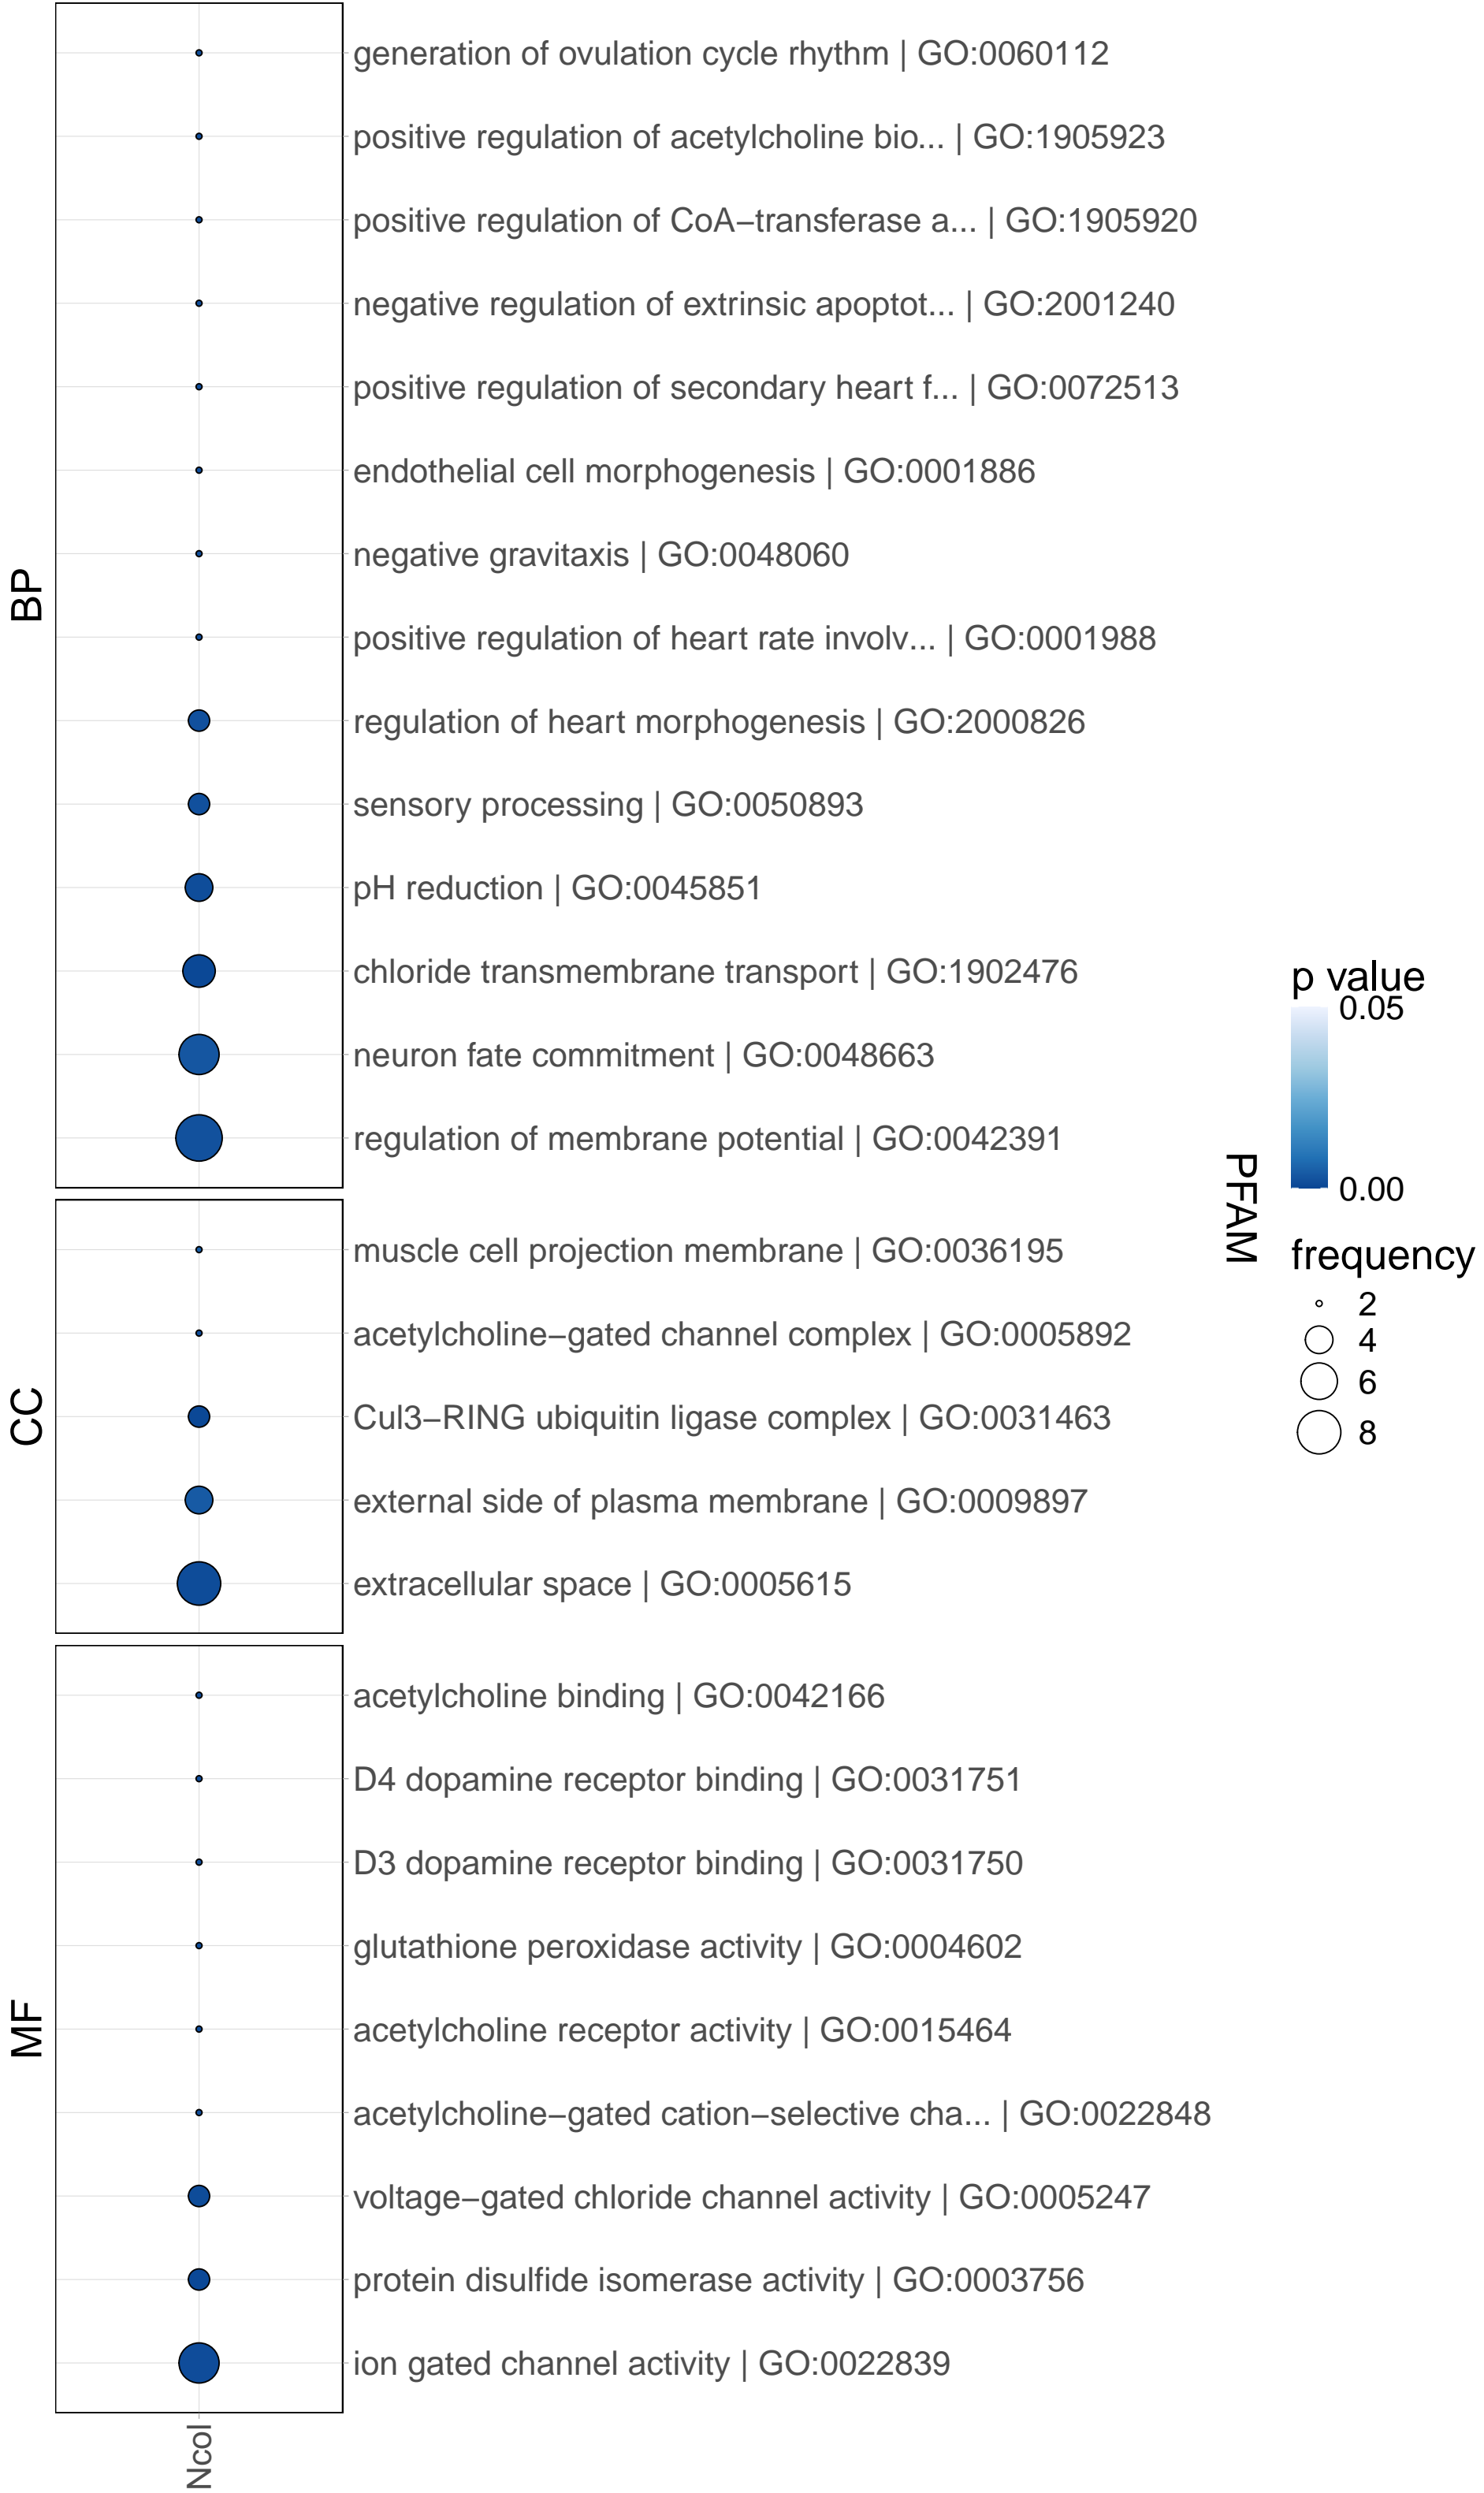 BP
generation of ovulation cycle rhythm | GO:0060112
positive regulation of acetylcholine bio... | GO:1905923
positive regulation of CoA−transferase a... | GO:1905920
negative regulation of extrinsic apoptot... | GO:2001240
positive regulation of secondary heart f... | GO:0072513
endothelial cell morphogenesis | GO:0001886
negative gravitaxis | GO:0048060
positive regulation of heart rate involv... | GO:0001988
regulation of heart morphogenesis | GO:2000826
sensory processing | GO:0050893
pH reduction | GO:0045851
chloride transmembrane transport | GO:1902476
neuron fate commitment | GO:0048663
regulation of membrane potential | GO:0042391
CC
muscle cell projection membrane | GO:0036195
acetylcholine−gated channel complex | GO:0005892
Cul3−RING ubiquitin ligase complex | GO:0031463
external side of plasma membrane | GO:0009897
extracellular space | GO:0005615
MF
acetylcholine binding | GO:0042166
D4 dopamine receptor binding | GO:0031751
D3 dopamine receptor binding | GO:0031750
glutathione peroxidase activity | GO:0004602
acetylcholine receptor activity | GO:0015464
acetylcholine−gated cation−selective cha... | GO:0022848
voltage−gated chloride channel activity | GO:0005247
protein disulfide isomerase activity | GO:0003756
ion gated channel activity | GO:0022839
Ncol
PFAM
p value
0.05
0.00
frequency
2
4
6
8